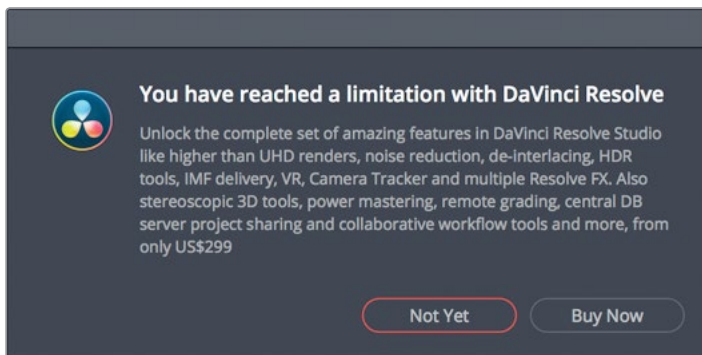 You have reached a limitation with DaVinci Resolve
Unlock the complete set of amazing features in DaVinci Resolve Studio
like higher than UHD renders, noise reduction, de-interlacing, HDR
tools, IMF delivery, VR, Camera Tracker and multiple Resolve FX. Also
stereoscopic 3D tools, power mastering, remote grading, central DB
server project sharing and collaborative workflow tools and more, from
only US$299
Not Yet Buy Now